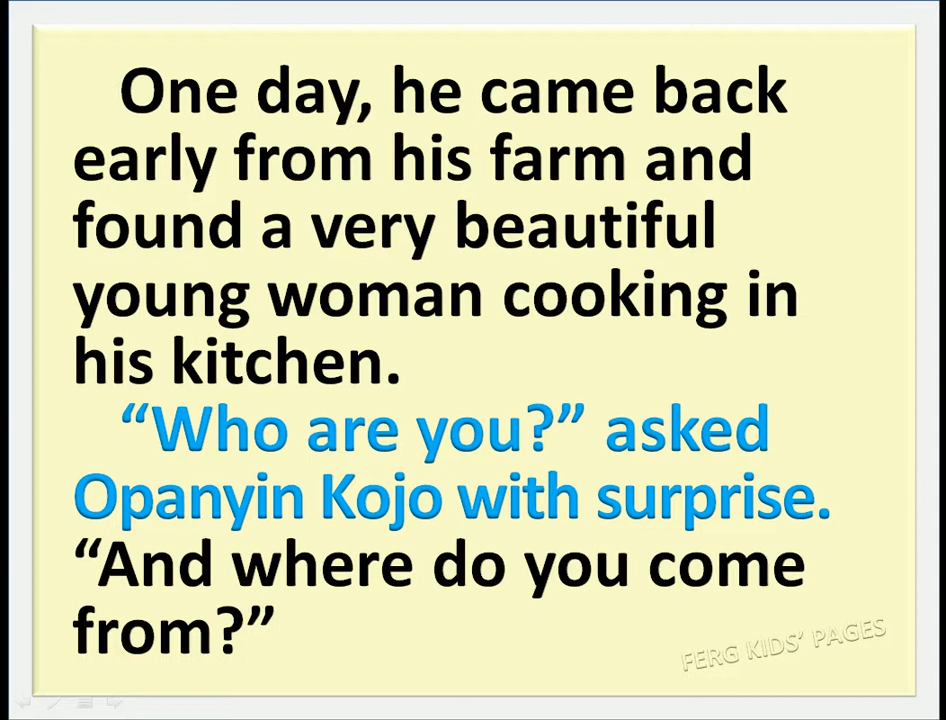 One day, he came back
early from his farm and
found a very beautiful
young woman cooking in
his kitchen.
“Who are you?” asked
Opanyin Kojo with surprise.
“And where do you come
from?”
FERG KIDS’ PAGES